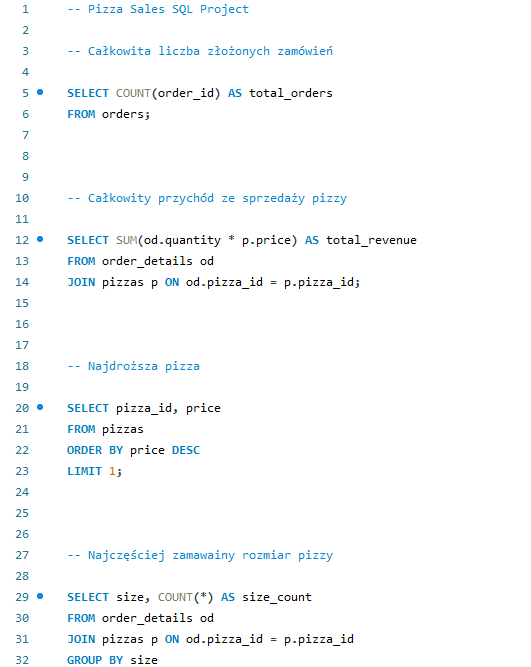 1 -- Pizza Sales SQL Project
2
3 -- Całkowita liczba złożonych zamówień
4
5 SELECT COUNT(order_id) AS total_orders
6 FROM orders;
7
8
9
10 -- Całkowity przychód ze sprzedaży pizzy
11
12 SELECT SUM(od.quantity * p.price) AS total_revenue
13 FROM order_details od
14 JOIN pizzas p ON od.pizza_id = p.pizza_id;
15
16
17
18 -- Najdroższa pizza
19
20 SELECT pizza_id, price
21 FROM pizzas
22 ORDER BY price DESC
23 LIMIT 1;
24
25
26
27 -- Najczęściej zamawainy rozmiar pizzy
28
29 SELECT size, COUNT(*) AS size_count
30 FROM order_details od
31 JOIN pizzas p ON od.pizza_id = p.pizza_id
32 GROUP BY size